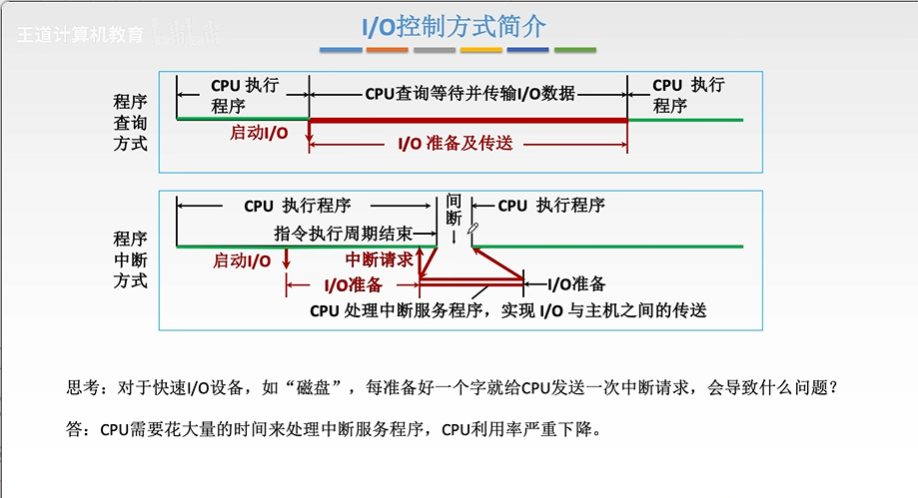 I/O控制方式简介
王道计算机教育
程序
查询
方式
CPU 执行
程序
CPU查询等待并传输I/O数据
CPU 执行
程序
启动I/O
I/O 准备及传送
程序
中断
方式
CPU 执行程序
间
断
CPU 执行程序
指令执行周期结束
启动I/O
中断请求
I/O准备
I/O准备
CPU 处理中断服务程序，实现 I/O 与主机之间的传送
思考：对于快速I/O设备，如“磁盘”，每准备好一个字就给CPU发送一次中断请求，会导致什么问题？
答：CPU需要花大量的时间来处理中断服务程序，CPU利用率严重下降。